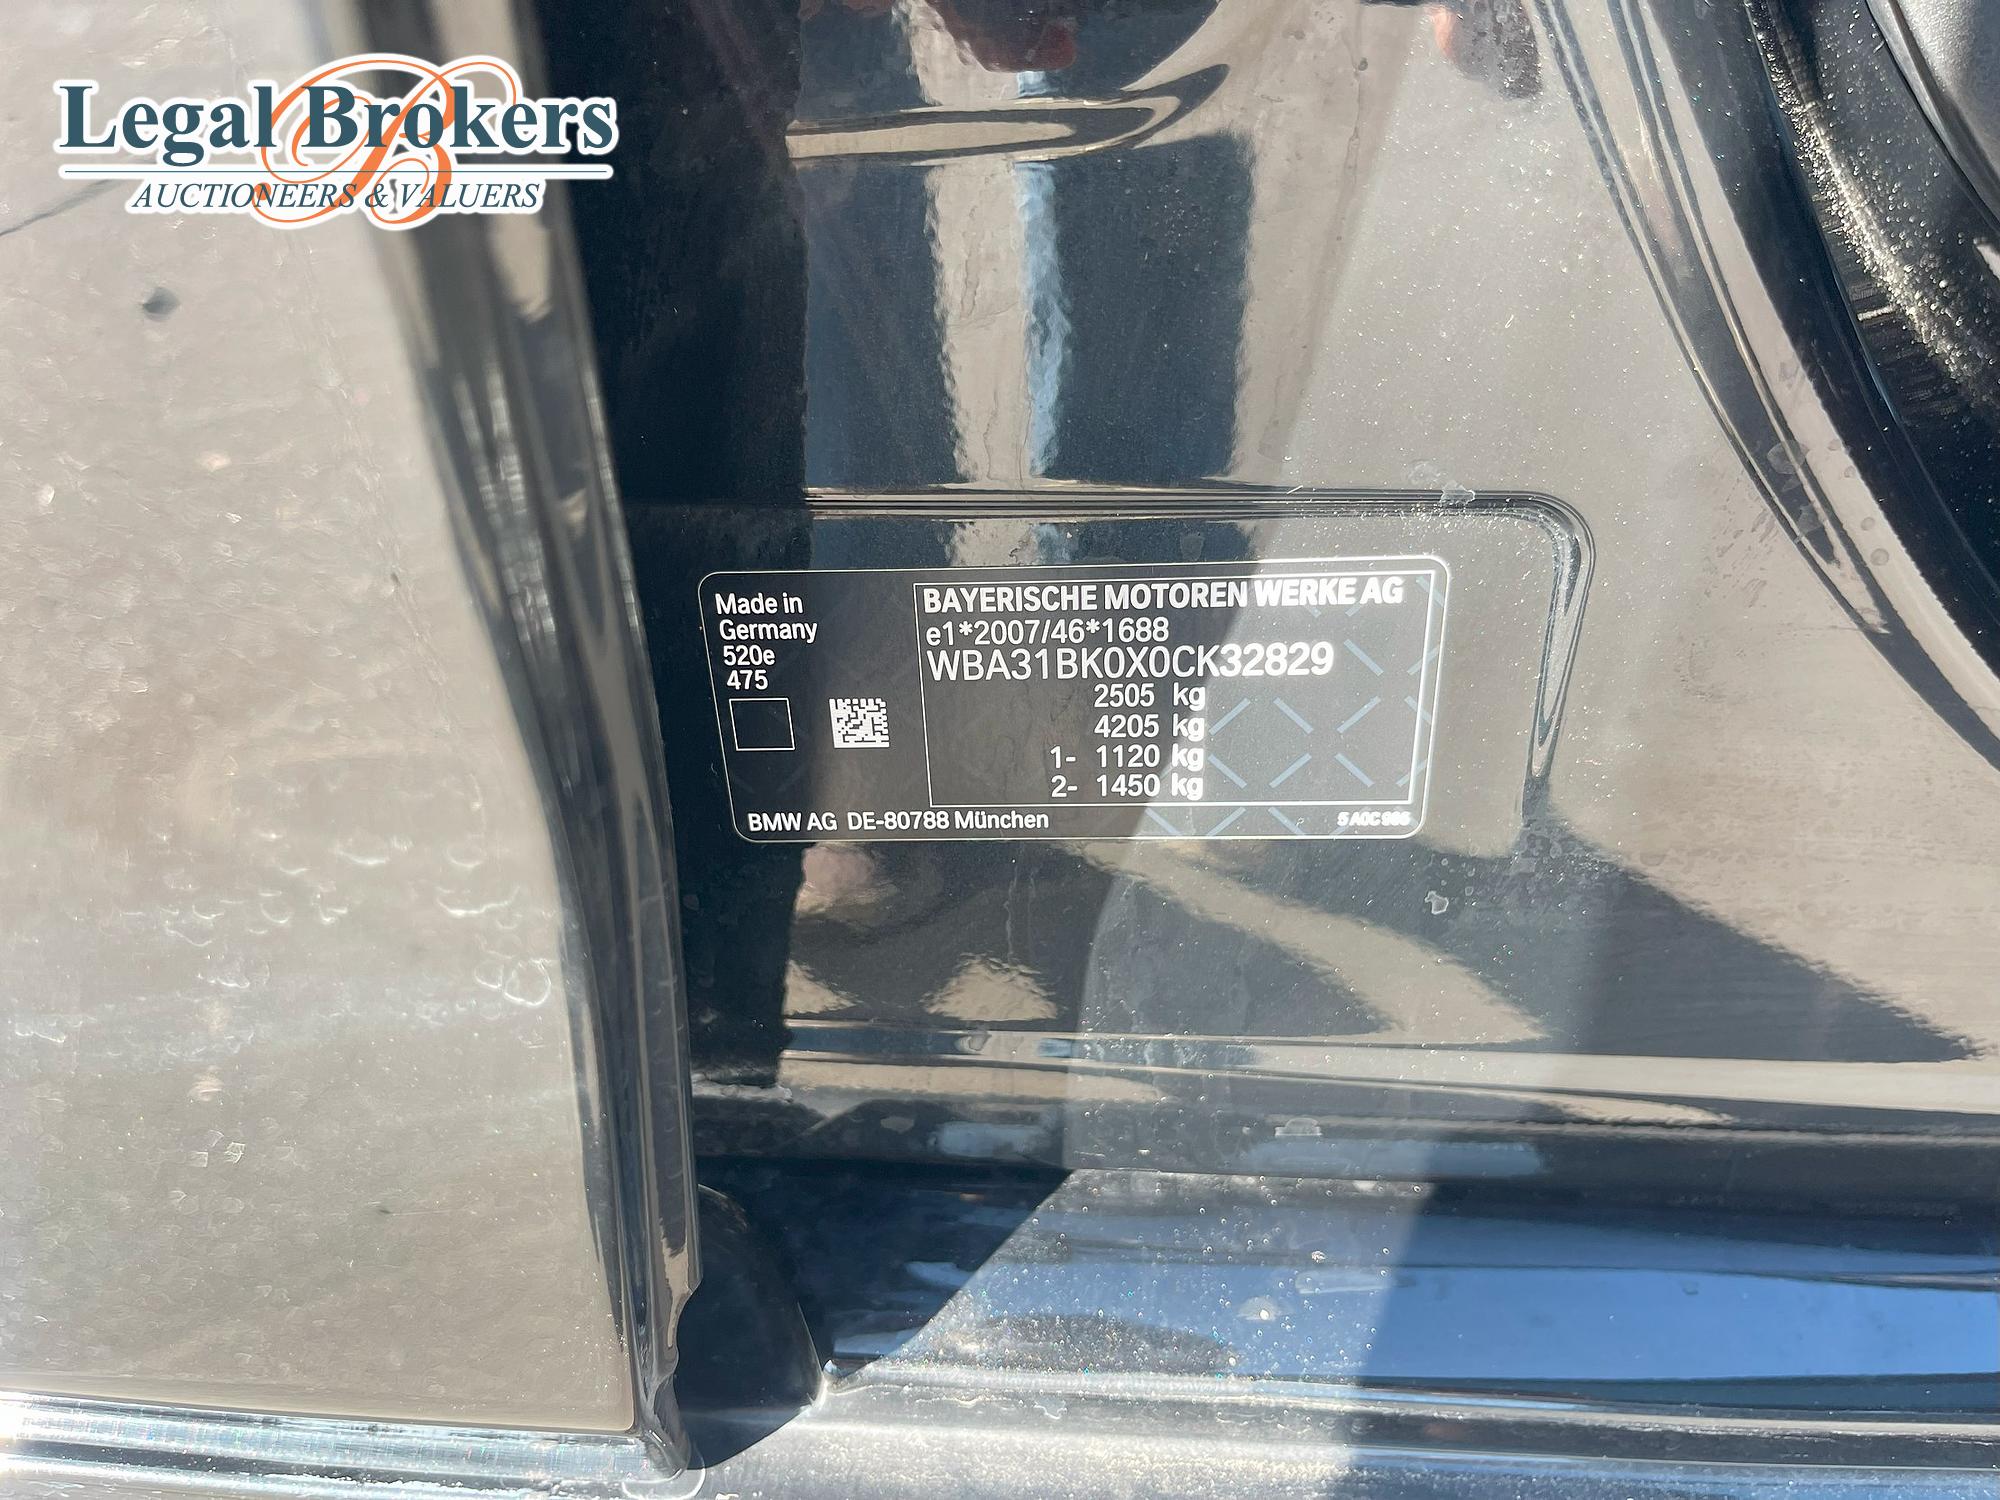 Legal Brokers
AUCTIONEERS & VALUERS
Made in
Germany
520e
475
BAYERISCHE MOTOREN WERKE AG
e1*2007/46*1688
WBA31BK0X0CK32829
2505 kg
4205 kg
1- 1120 kg
2- 1450 kg
BMW AG DE-80788 München